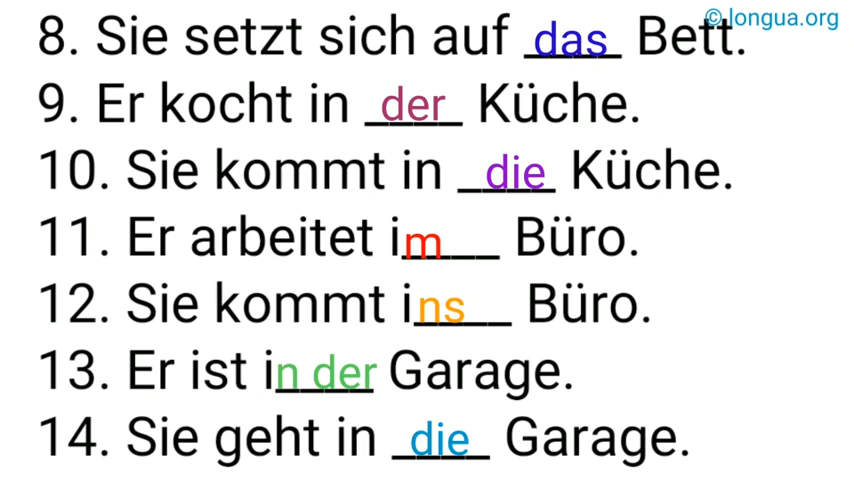 © longua.org
8. Sie setzt sich auf das Bett.
9. Er kocht in der Küche.
10. Sie kommt in die Küche.
11. Er arbeitet im Büro.
12. Sie kommt ins Büro.
13. Er ist in der Garage.
14. Sie geht in die Garage.